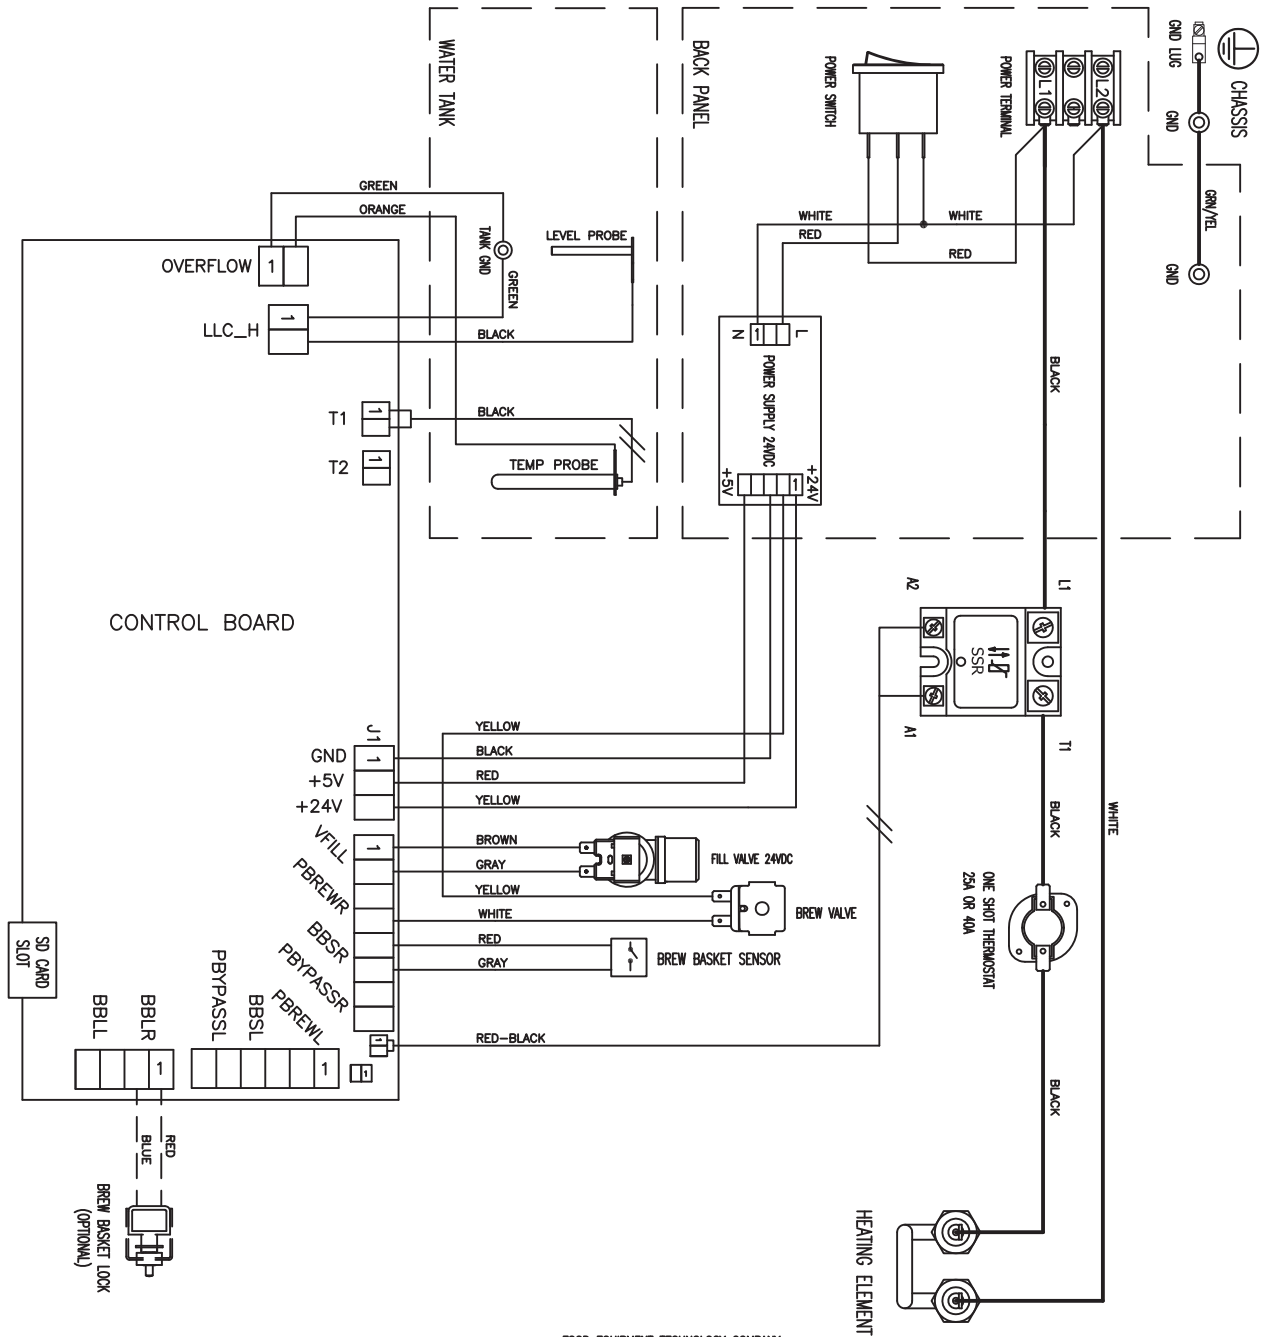 WATER TANK
BACK PANEL
POWER SWITCH
POWER TERMINAL
L1
L2
GND LUG
CHASSIS
GND
GRN/YEL
GND
GREEN
ORANGE
TANK GND
GREEN
LEVEL PROBE
WHITE
WHITE
RED
RED
OVERFLOW
1
LLC_H
1
BLACK
N
1
L
POWER SUPPLY 24VDC
BLACK
T1
1
BLACK
T2
1
TEMP PROBE
+5V
1
+24V
CONTROL BOARD
A2
L1
SSR
A1
T1
J1
GND
1
+5V
+24V
YELLOW
BLACK
RED
YELLOW
BLACK
WHITE
VFILL
1
PBREWR
BBSR
PBYPASSR
BROWN
GRAY
YELLOW
WHITE
RED
GRAY
FILL VALVE 24VDC
BREW VALVE
BREW BASKET SENSOR
ONE SHOT THERMOSTAT
25A OR 40A
SD CARD
SLOT
BBLL
BBLR
1
PBYPASSL
BBSL
PBREWL
1
1
1
RED-BLACK
BLACK
RED
BLUE
BREW BASKET LOCK
(OPTIONAL)
HEATING ELEMENT